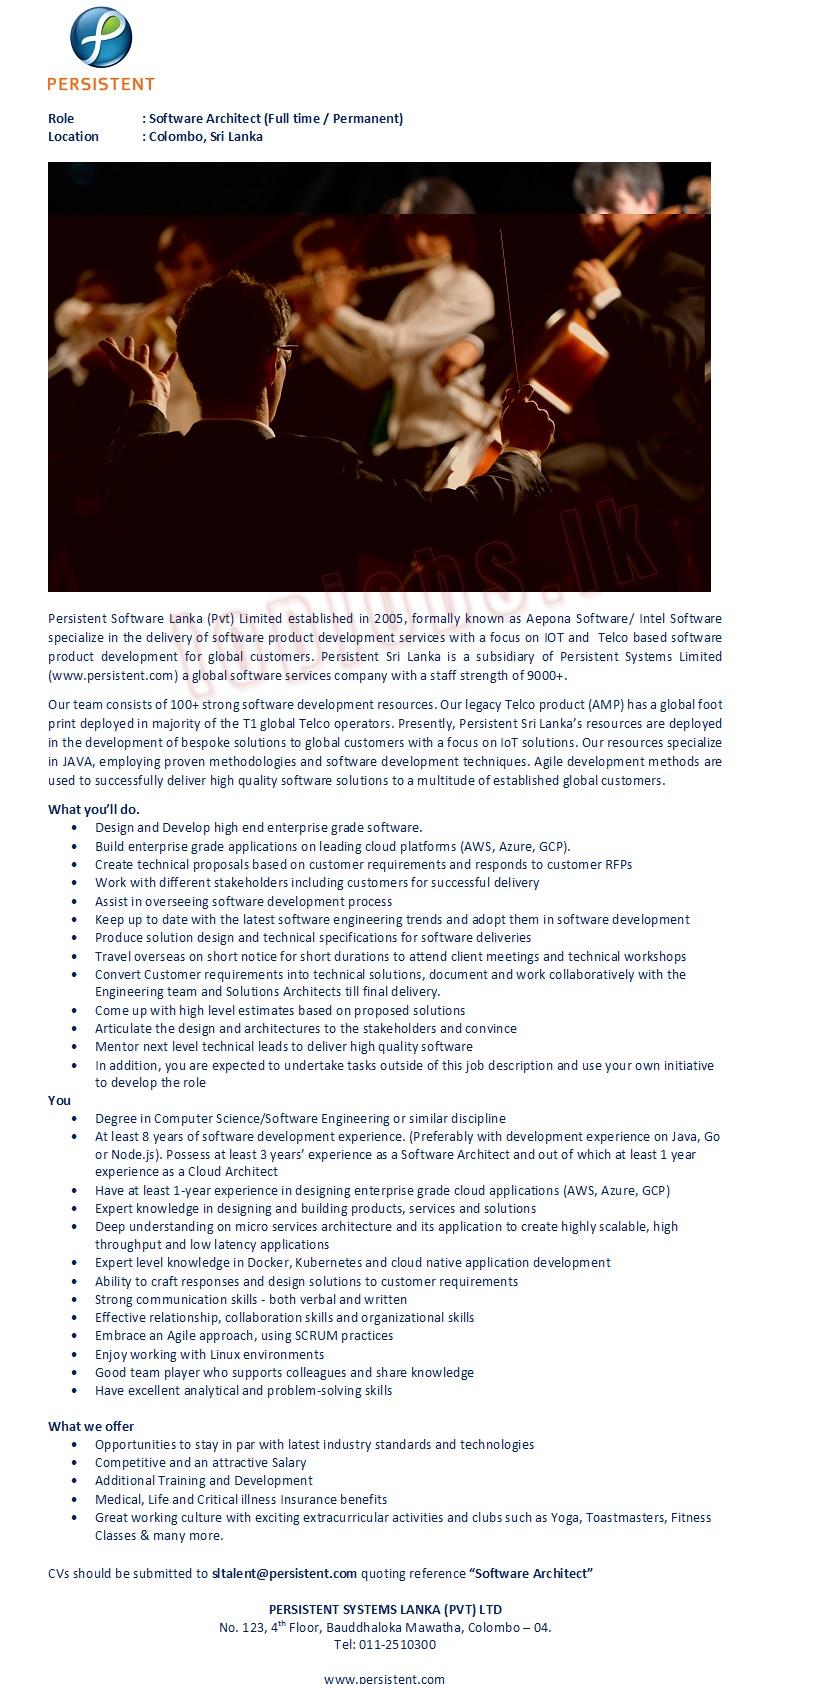 PERSISTENT
Role : Software Architect (Full time / Permanent)
Location : Colombo, Sri Lanka
topjobs.lk
Persistent Software Lanka (Pvt) Limited established in 2005, formally known as Aepona Software/ Intel Software
specialize in the delivery of software product development services with a focus on IOT and Telco based software
product development for global customers. Persistent Sri Lanka is a subsidiary of Persistent Systems Limited
(www.persistent.com) a global software services company with a staff strength of 9000+.
Our team consists of 100+ strong software development resources. Our legacy Telco product (AMP) has a global foot
print deployed in majority of the T1 global Telco operators. Presently, Persistent Sri Lanka's resources are deployed
in the development of bespoke solutions to global customers with a focus on IoT solutions. Our resources specialize
in JAVA, employing proven methodologies and software development techniques. Agile development methods are
used to successfully deliver high quality software solutions to a multitude of established global customers.
What you'll do.
• Design and Develop high end enterprise grade software.
• Build enterprise grade applications on leading cloud platforms (AWS, Azure, GCP).
• Create technical proposals based on customer requirements and responds to customer RFPs
• Work with different stakeholders including customers for successful delivery
• Assist in overseeing software development process
• Keep up to date with the latest software engineering trends and adopt them in software development
• Produce solution design and technical specifications for software deliveries
• Travel overseas on short notice for short durations to attend client meetings and technical workshops
• Convert Customer requirements into technical solutions, document and work collaboratively with the
Engineering team and Solutions Architects till final delivery.
• Come up with high level estimates based on proposed solutions
• Articulate the design and architectures to the stakeholders and convince
• Mentor next level technical leads to deliver high quality software
• In addition, you are expected to undertake tasks outside of this job description and use your own initiative
to develop the role
You
• Degree in Computer Science/Software Engineering or similar discipline
• At least 8 years of software development experience. (Preferably with development experience on Java, Go
or Node.js). Possess at least 3 years' experience as a Software Architect and out of which at least 1 year
experience as a Cloud Architect
• Have at least 1-year experience in designing enterprise grade cloud applications (AWS, Azure, GCP)
• Expert knowledge in designing and building products, services and solutions
• Deep understanding on micro services architecture and its application to create highly scalable, high
throughput and low latency applications
• Expert level knowledge in Docker, Kubernetes and cloud native application development
• Ability to craft responses and design solutions to customer requirements
• Strong communication skills - both verbal and written
• Effective relationship, collaboration skills and organizational skills
• Embrace an Agile approach, using SCRUM practices
• Enjoy working with Linux environments
• Good team player who supports colleagues and share knowledge
• Have excellent analytical and problem-solving skills
What we offer
• Opportunities to stay in par with latest industry standards and technologies
• Competitive and an attractive Salary
• Additional Training and Development
• Medical, Life and Critical illness Insurance benefits
• Great working culture with exciting extracurricular activities and clubs such as Yoga, Toastmasters, Fitness
Classes & many more.
CVs should be submitted to sltalent@persistent.com quoting reference "Software Architect"
PERSISTENT SYSTEMS LANKA (PVT) LTD
No. 123, 4th Floor, Bauddhaloka Mawatha, Colombo – 04.
Tel: 011-2510300
www.persistent.com